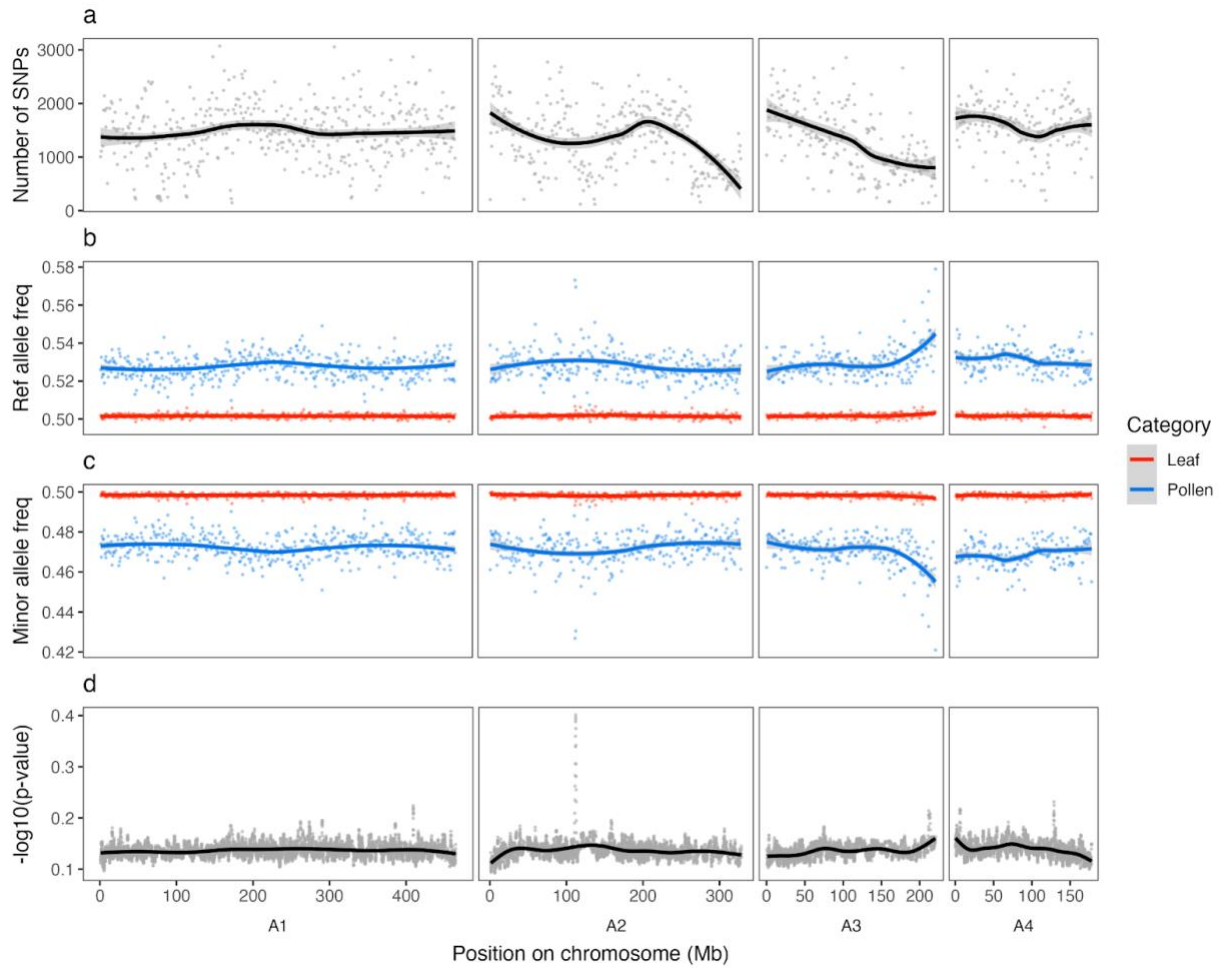 a
Number of SNPs
3000
2000
1000
0
b
Ref allele freq
0.58
0.56
0.54
0.52
0.50
c
Minor allele freq
0.50
0.48
0.46
0.44
0.42
d
-log10(p-value)
0.4
0.3
0.2
0.1
0 100 200 300 400
0 100 200 300
0 50 100 150 200
0 50 100 150
A1 A2 A3 A4
Position on chromosome (Mb)
Category
Leaf
Pollen